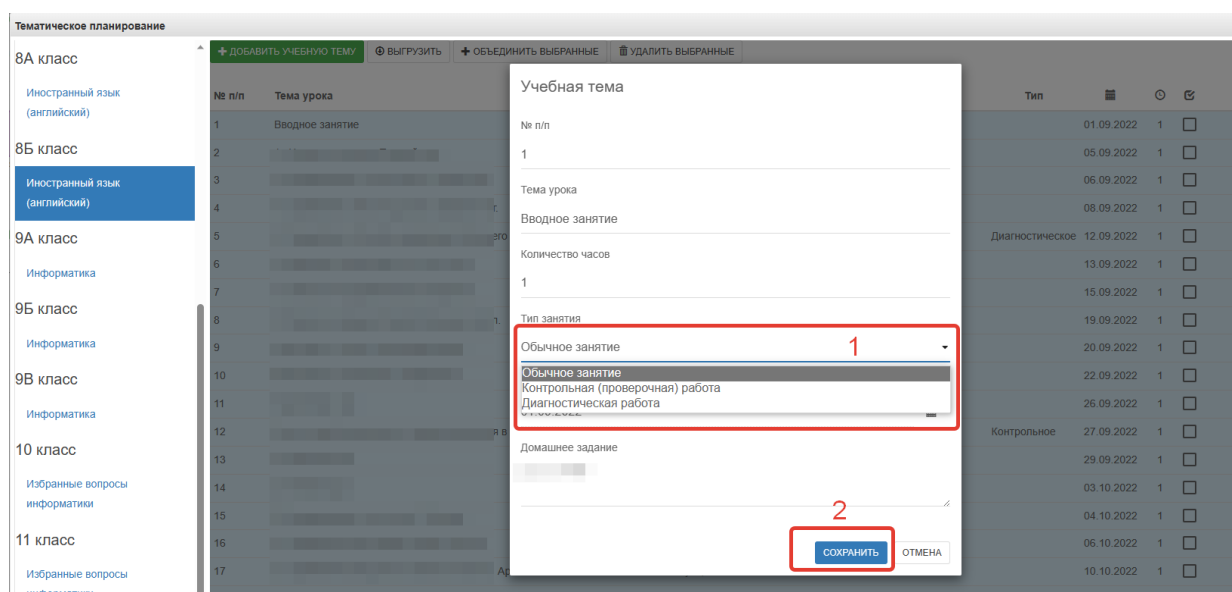 Тематическое планирование
8А класс
Иностранный язык
(английский)
8Б класс
Иностранный язык
(английский)
9А класс
Информатика
9Б класс
Информатика
9В класс
Информатика
10 класс
Избранные вопросы
информатики
11 класс
Избранные вопросы
+ ДОБАВИТЬ УЧЕБНУЮ ТЕМУ ВЫГРУЗИТЬ + ОБЪЕДИНИТЬ ВЫБРАННЫЕ УДАЛИТЬ ВЫБРАННЫЕ
№ п/п Тема урока Тип
1 Вводное занятие 01.09.2022 1
2 05.09.2022 1
3 06.09.2022 1
4 г. 08.09.2022 1
5 его Диагностическое 12.09.2022 1
6 13.09.2022 1
7 15.09.2022 1
8 19.09.2022 1
9 20.09.2022 1
10 22.09.2022 1
11 26.09.2022 1
12 я в Контрольное 27.09.2022 1
13 29.09.2022 1
14 03.10.2022 1
15 04.10.2022 1
16 06.10.2022 1
17 10.10.2022 1
Учебная тема
№ п/п
1
Тема урока
Вводное занятие
Количество часов
1
Тип занятия
Обычное занятие 1
Обычное занятие
Контрольная (проверочная) работа
Диагностическая работа
Домашнее задание
2
СОХРАНИТЬ ОТМЕНА